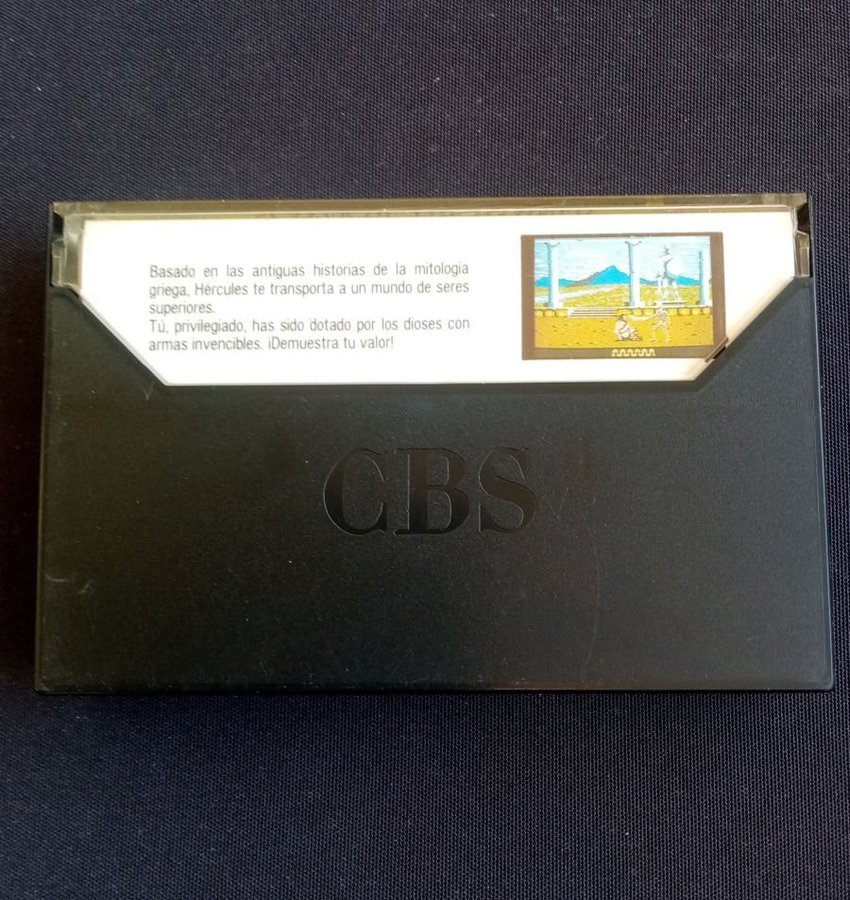 Basado en las antiguas historias de la mitología
griega, Hércules te transporta a un mundo de seres
superiores.
Tú, privilegiado, has sido dotado por los dioses con
armas invencibles. ¡Demuestra tu valor!
CBS